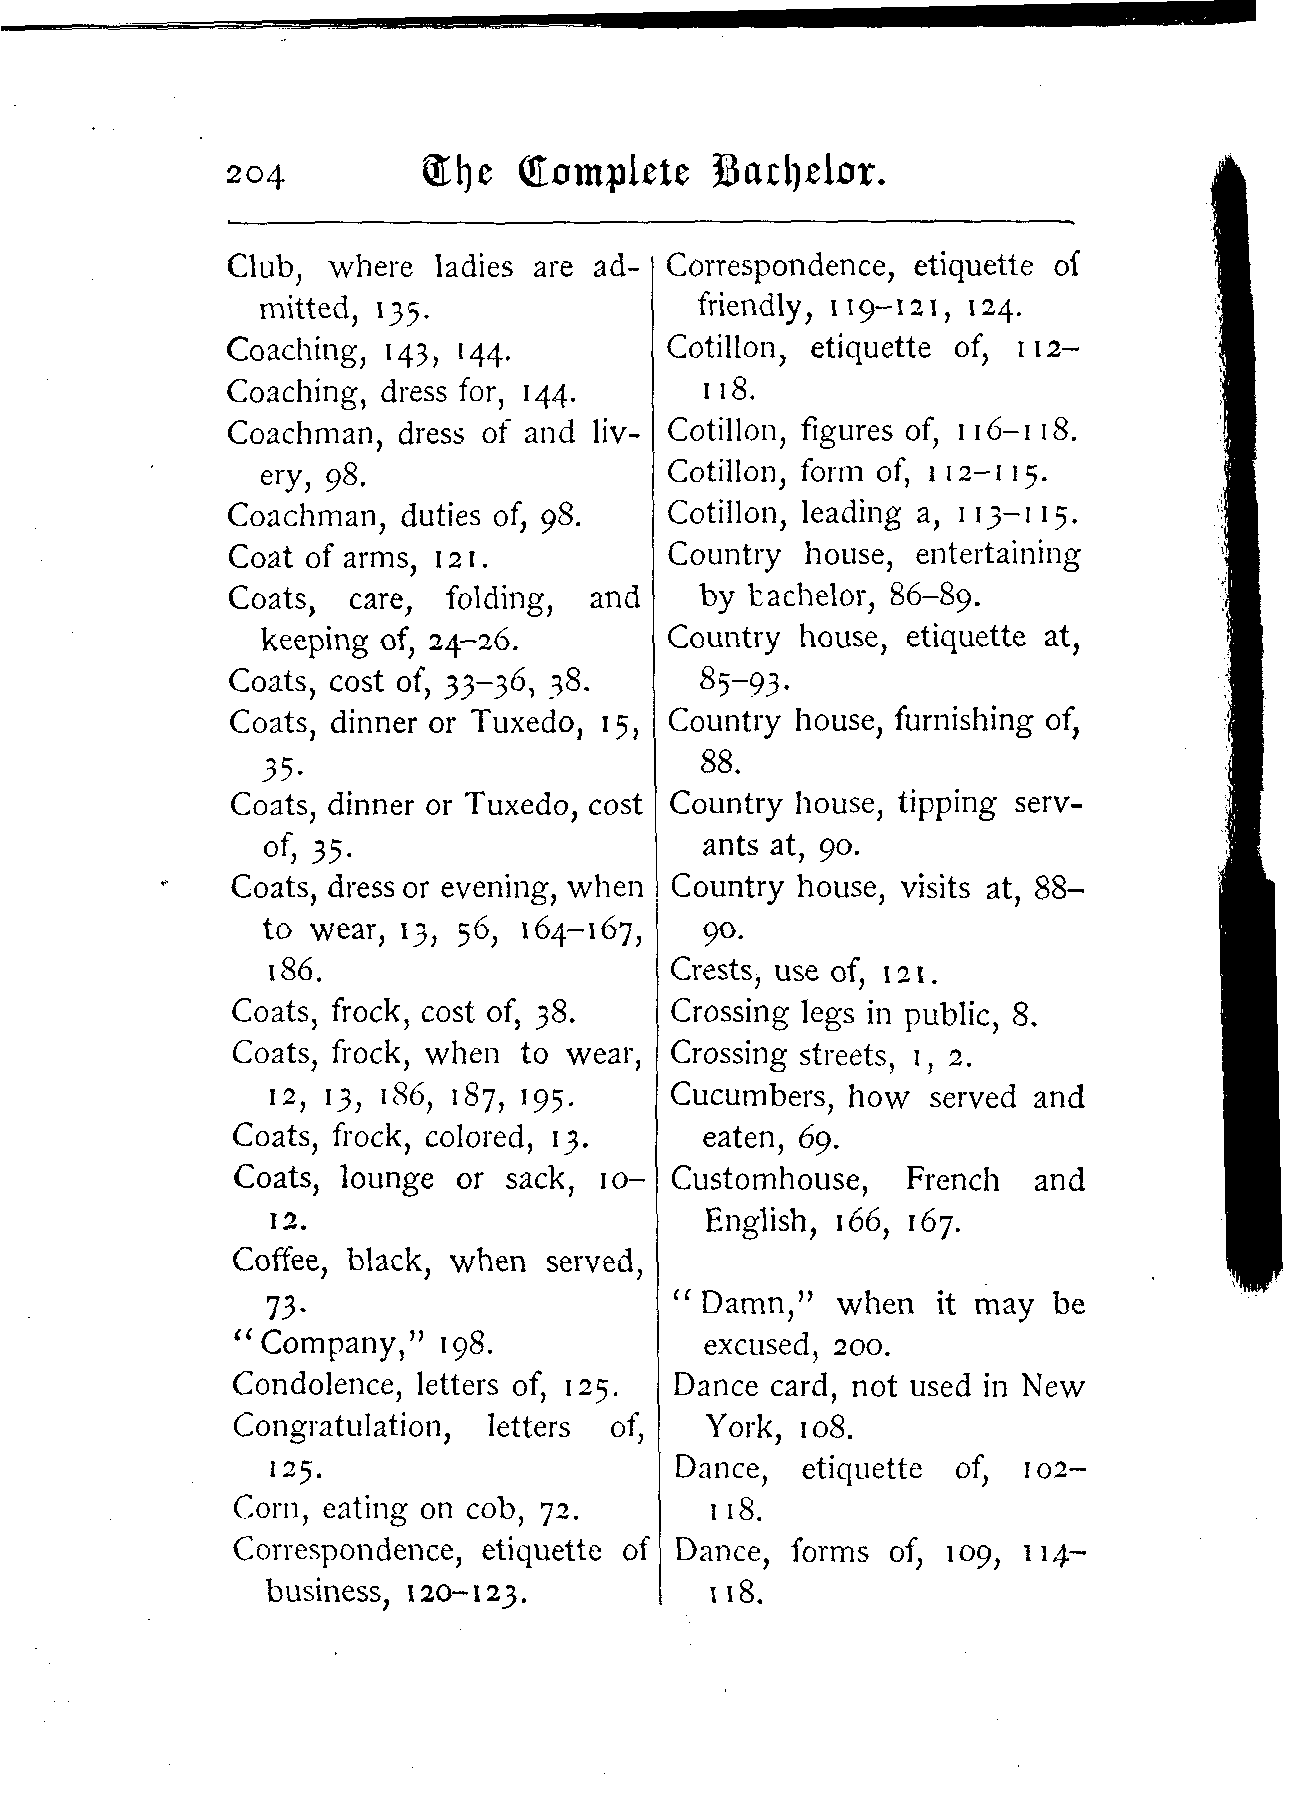 204 The Complete Bachelor.
Club, where ladies are ad-
mitted, 135.
Coaching, 143, 144.
Coaching, dress for, 144.
Coachman, dress of and liv-
ery, 98.
Coachman, duties of, 98.
Coat of arms, 121.
Coats, care, folding, and
keeping of, 24–26.
Coats, cost of, 33–36, 38.
Coats, dinner or Tuxedo, 15,
35.
Coats, dinner or Tuxedo, cost
of, 35.
Coats, dress or evening, when
to wear, 13, 56, 164–167,
186.
Coats, frock, cost of, 38.
Coats, frock, when to wear,
12, 13, 186, 187, 195.
Coats, frock, colored, 13.
Coats, lounge or sack, 10–
12.
Coffee, black, when served,
73.
“Company,” 198.
Condolence, letters of, 125.
Congratulation, letters of,
125.
Corn, eating on cob, 72.
Correspondence, etiquette of
business, 120–123.
Correspondence, etiquette of
friendly, 119–121, 124.
Cotillon, etiquette of, 112–
118.
Cotillon, figures of, 116–118.
Cotillon, form of, 112–115.
Cotillon, leading a, 113–115.
Country house, entertaining
by bachelor, 86–89.
Country house, etiquette at,
85–93.
Country house, furnishing of,
88.
Country house, tipping serv-
ants at, 90.
Country house, visits at, 88–
90.
Crests, use of, 121.
Crossing legs in public, 8.
Crossing streets, 1, 2.
Cucumbers, how served and
eaten, 69.
Customhouse, French and
English, 166, 167.
“Damn,” when it may be
excused, 200.
Dance card, not used in New
York, 108.
Dance, etiquette of, 102–
118.
Dance, forms of, 109, 114–
118.